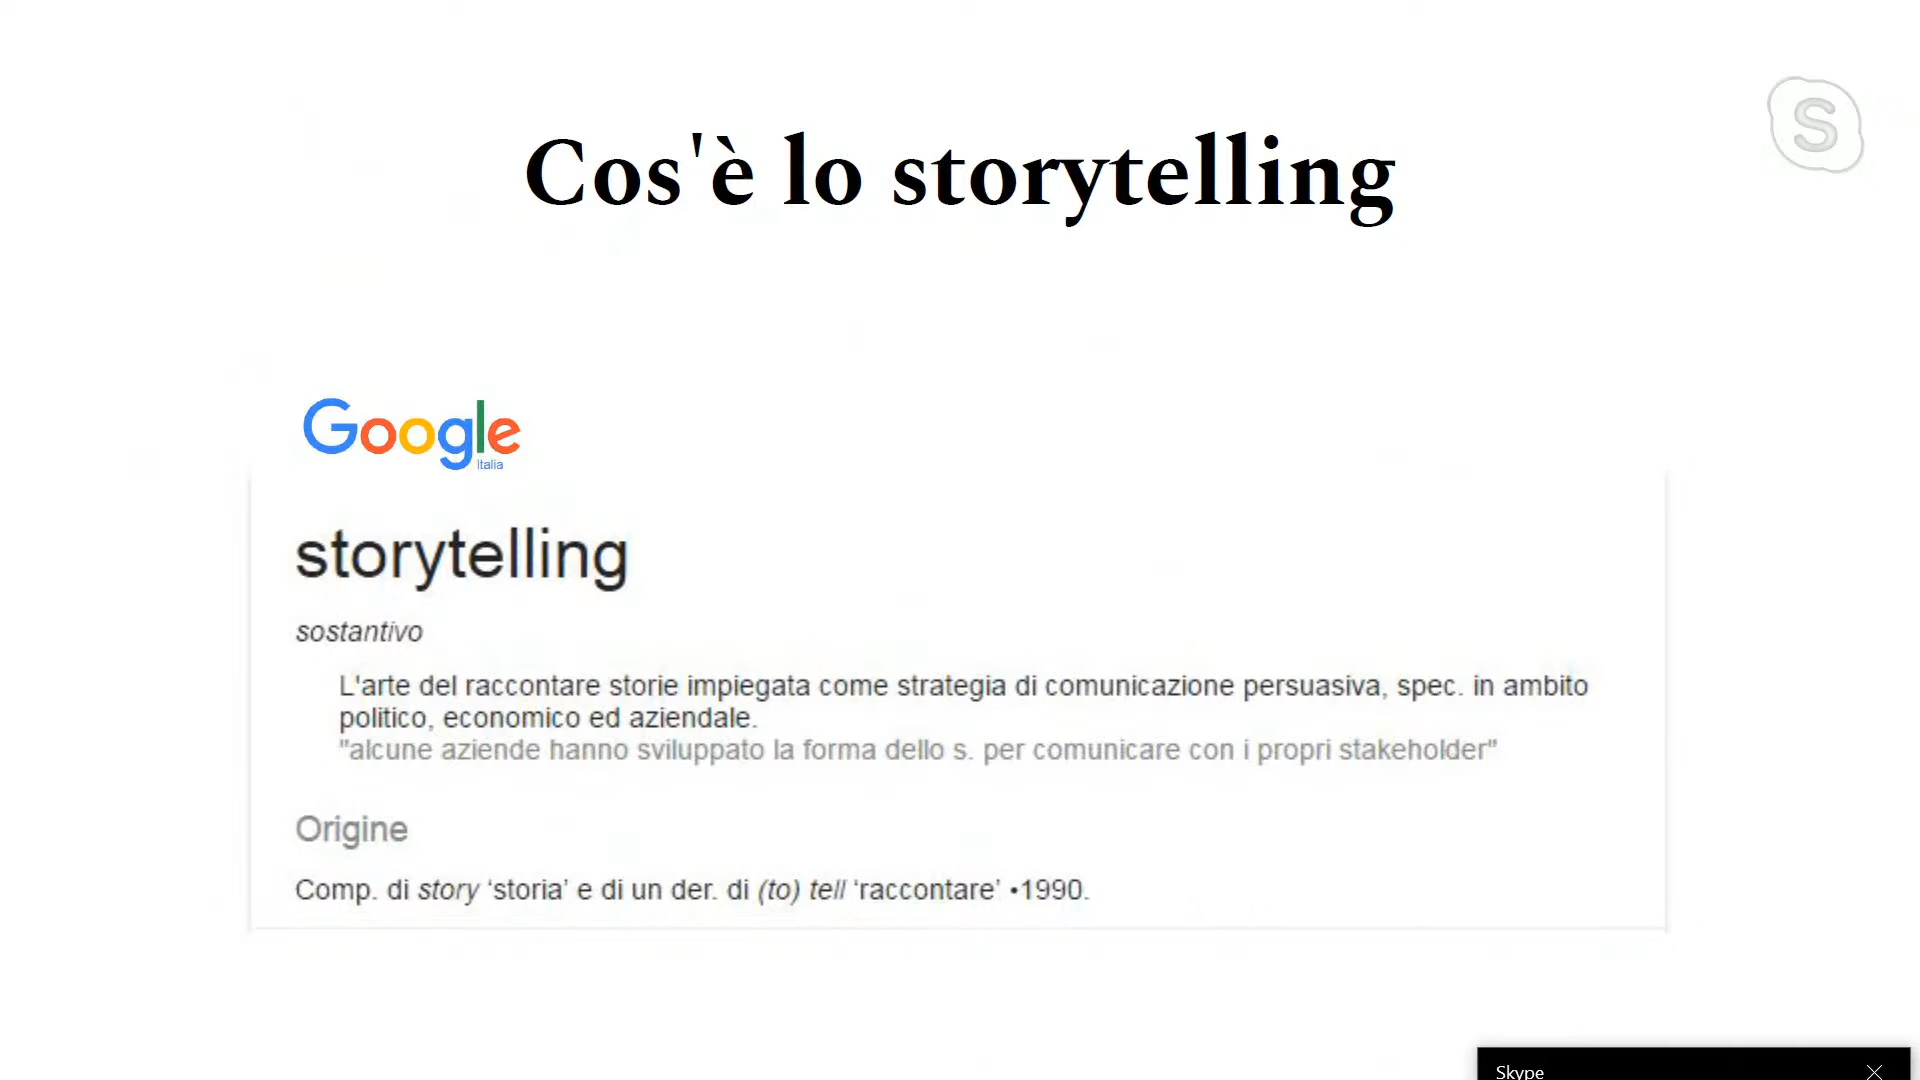 Cos'è lo storytelling
S
Google
Italia
storytelling
sostantivo
L'arte del raccontare storie impiegata come strategia di comunicazione persuasiva, spec. in ambito
politico, economico ed aziendale.
"alcune aziende hanno sviluppato la forma dello s. per comunicare con i propri stakeholder"
Origine
Comp. di story ‘storia’ e di un der. di (to) tell ‘raccontare’ •1990.
Skype